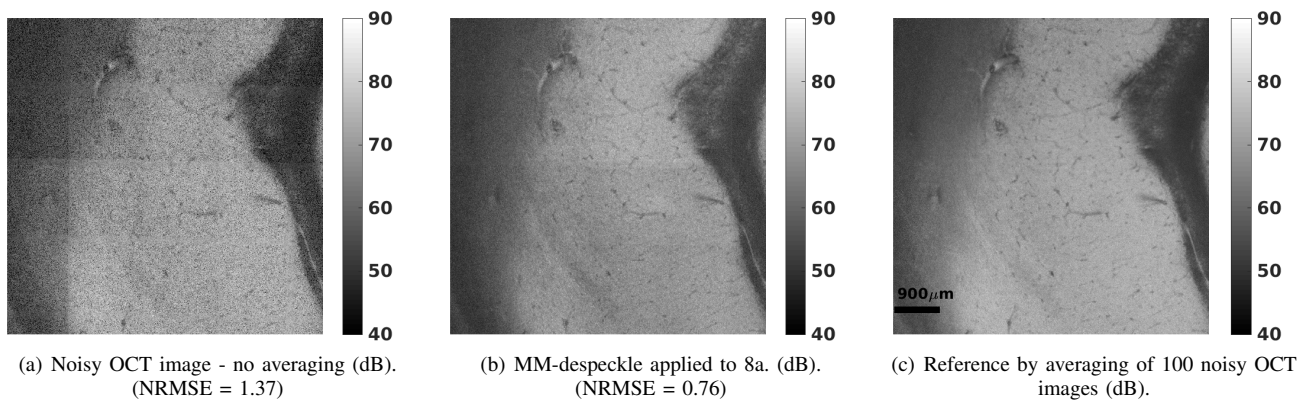 90
80
70
60
50
40
(a) Noisy OCT image - no averaging (dB).
(NRMSE = 1.37)
90
80
70
60
50
40
(b) MM-despeckle applied to 8a. (dB).
(NRMSE = 0.76)
900μm
90
80
70
60
50
40
(c) Reference by averaging of 100 noisy OCT
images (dB).